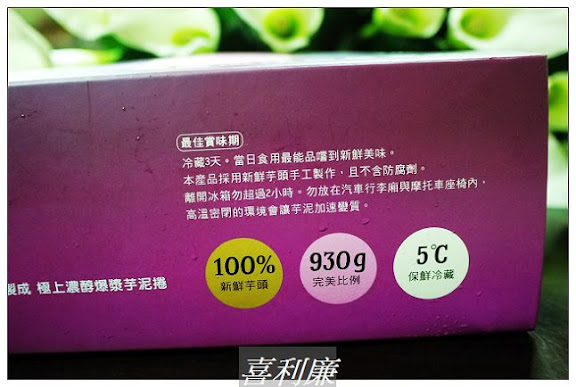 最佳賞味期
冷藏3天。當日食用最能品嚐到新鮮美味。
本產品採用新鮮芋頭手工製作，且不含防腐劑。
離開冰箱勿超過2小時。勿放在汽車行李廂與摩托車座椅內，
高溫密閉的環境會讓芋泥加速變質。
100%
新鮮芋頭
930g
完美比例
5℃
保鮮冷藏
製成 極上濃醇爆漿芋泥捲
喜利廉